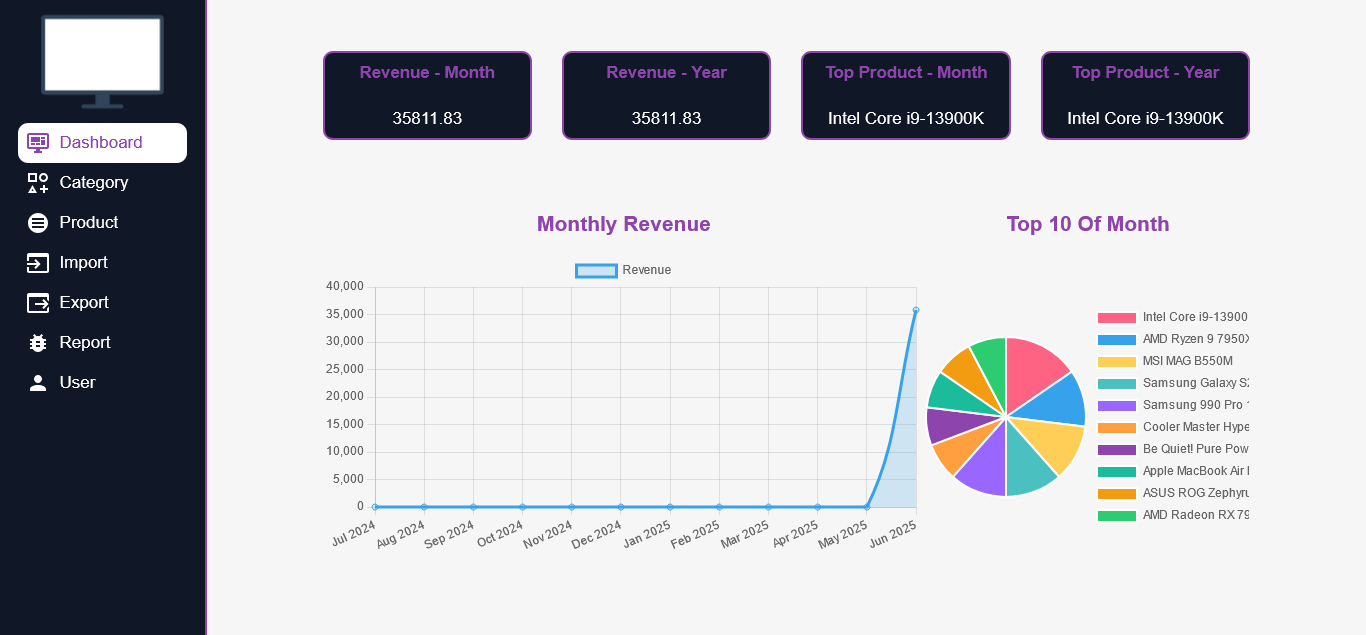 Dashboard
Category
Product
Import
Export
Report
User
Revenue - Month
35811.83
Revenue - Year
35811.83
Top Product - Month
Intel Core i9-13900K
Top Product - Year
Intel Core i9-13900K
Monthly Revenue
Revenue
40,000
35,000
30,000
25,000
20,000
15,000
10,000
5,000
0
Jul 2024
Aug 2024
Sep 2024
Oct 2024
Nov 2024
Dec 2024
Jan 2025
Feb 2025
Mar 2025
Apr 2025
May 2025
Jun 2025
Top 10 Of Month
Intel Core i9-13900
AMD Ryzen 9 7950X
MSI MAG B550M
Samsung Galaxy S2
Samsung 990 Pro 1
Cooler Master Hype
Be Quiet! Pure Pow
Apple MacBook Air
ASUS ROG Zephyru
AMD Radeon RX 79